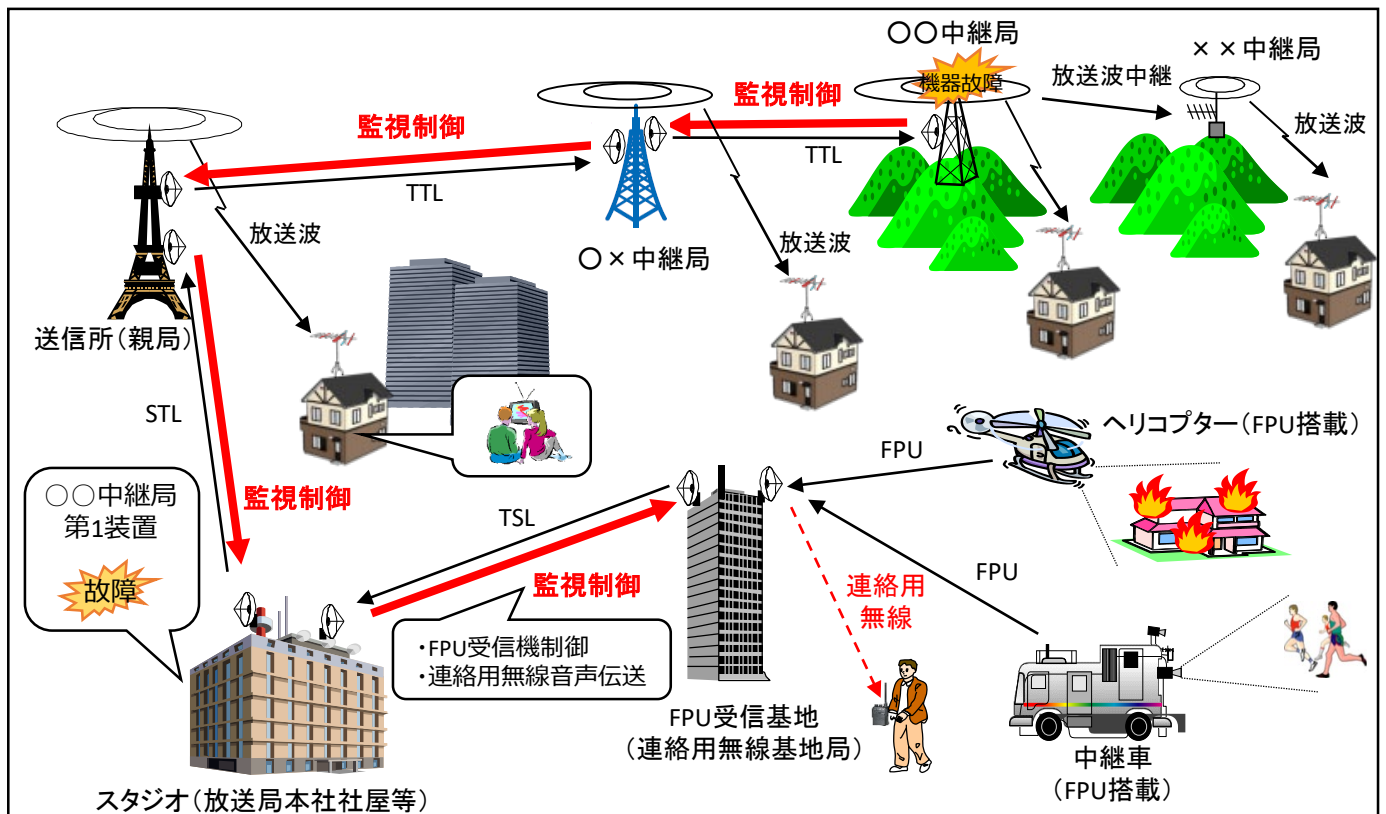 〇〇中継局
××中継局
機器故障
放送波中継
監視制御
放送波
監視制御
TTL
TTL
放送波
放送波
〇×中継局
送信所(親局)
STL
ヘリコプター(FPU搭載)
FPU
〇〇中継局
第1装置
故障
監視制御
TSL
FPU
監視制御
連絡用
無線
・FPU受信機制御
・連絡用無線音声伝送
FPU受信基地
(連絡用無線基地局)
中継車
(FPU搭載)
スタジオ(放送局本社社屋等)